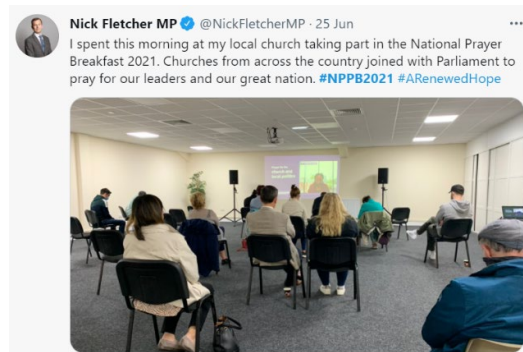 Nick Fletcher MP @NickFletcherMP · 25 Jun
I spent this morning at my local church taking part in the National Prayer
Breakfast 2021. Churches from across the country joined with Parliament to
pray for our leaders and our great nation. #NPPB2021 #ARenewedHope